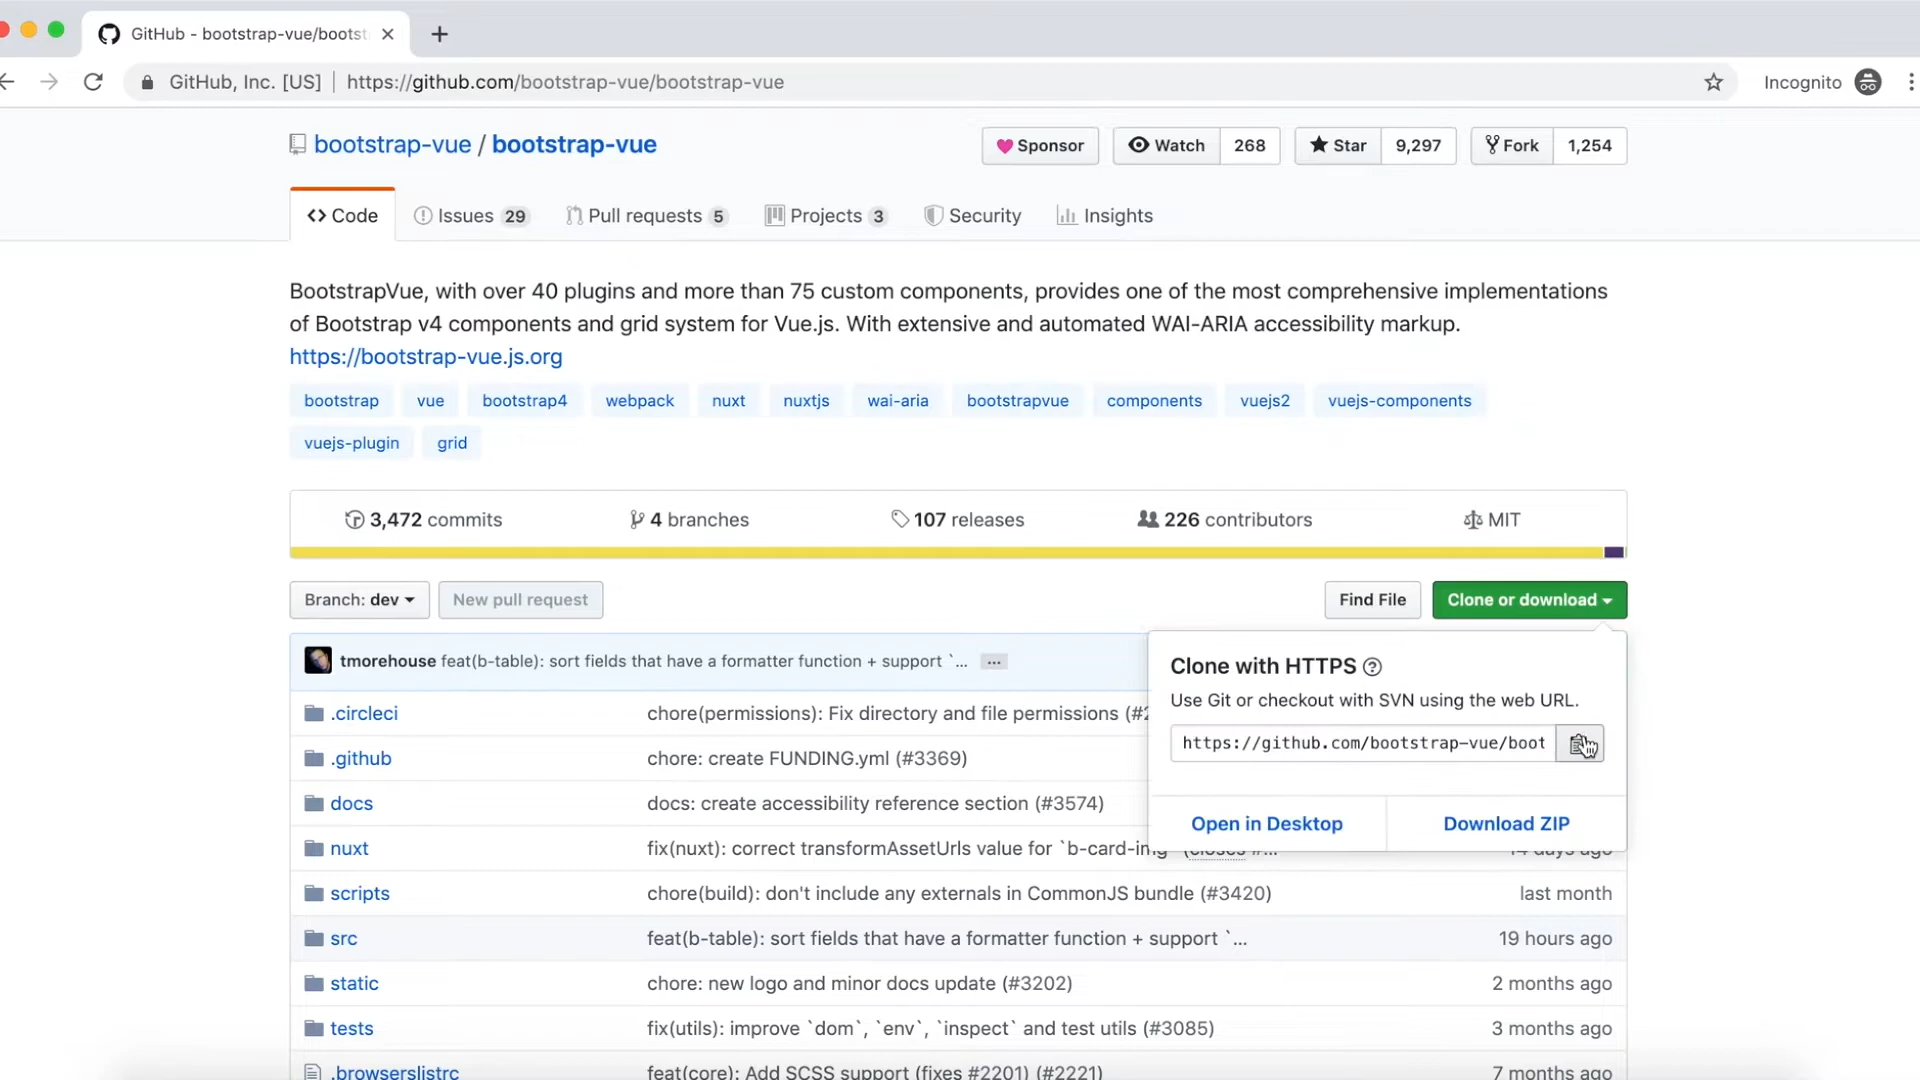 GitHub - bootstrap-vue/boots
GitHub, Inc. [US] | https://github.com/bootstrap-vue/bootstrap-vue
Incognito
bootstrap-vue / bootstrap-vue
Sponsor
Watch 268
Star 9,297
Fork 1,254
Code
Issues 29
Pull requests 5
Projects 3
Security
Insights
BootstrapVue, with over 40 plugins and more than 75 custom components, provides one of the most comprehensive implementations
of Bootstrap v4 components and grid system for Vue.js. With extensive and automated WAI-ARIA accessibility markup.
https://bootstrap-vue.js.org
bootstrap vue bootstrap4 webpack nuxt nuxtjs wai-aria bootstrapvue components vuejs2 vuejs-components
vuejs-plugin grid
3,472 commits
4 branches
107 releases
226 contributors
MIT
Branch: dev
New pull request
Find File
Clone or download
tmorehouse feat(b-table): sort fields that have a formatter function + support `... ...
Clone with HTTPS
Use Git or checkout with SVN using the web URL.
https://github.com/bootstrap-vue/boot
Open in Desktop
Download ZIP
.circleci chore(permissions): Fix directory and file permissions (#2
.github chore: create FUNDING.yml (#3369)
docs docs: create accessibility reference section (#3574)
nuxt fix(nuxt): correct transformAssetUrls value for `b-card-img` (closes #... 14 days ago
scripts chore(build): don't include any externals in CommonJS bundle (#3420) last month
src feat(b-table): sort fields that have a formatter function + support `... 19 hours ago
static chore: new logo and minor docs update (#3202) 2 months ago
tests fix(utils): improve `dom`, `env`, `inspect` and test utils (#3085) 3 months ago
.browserslistrc feat(core): Add SCSS support (fixes #2201) (#2221) 7 months ago